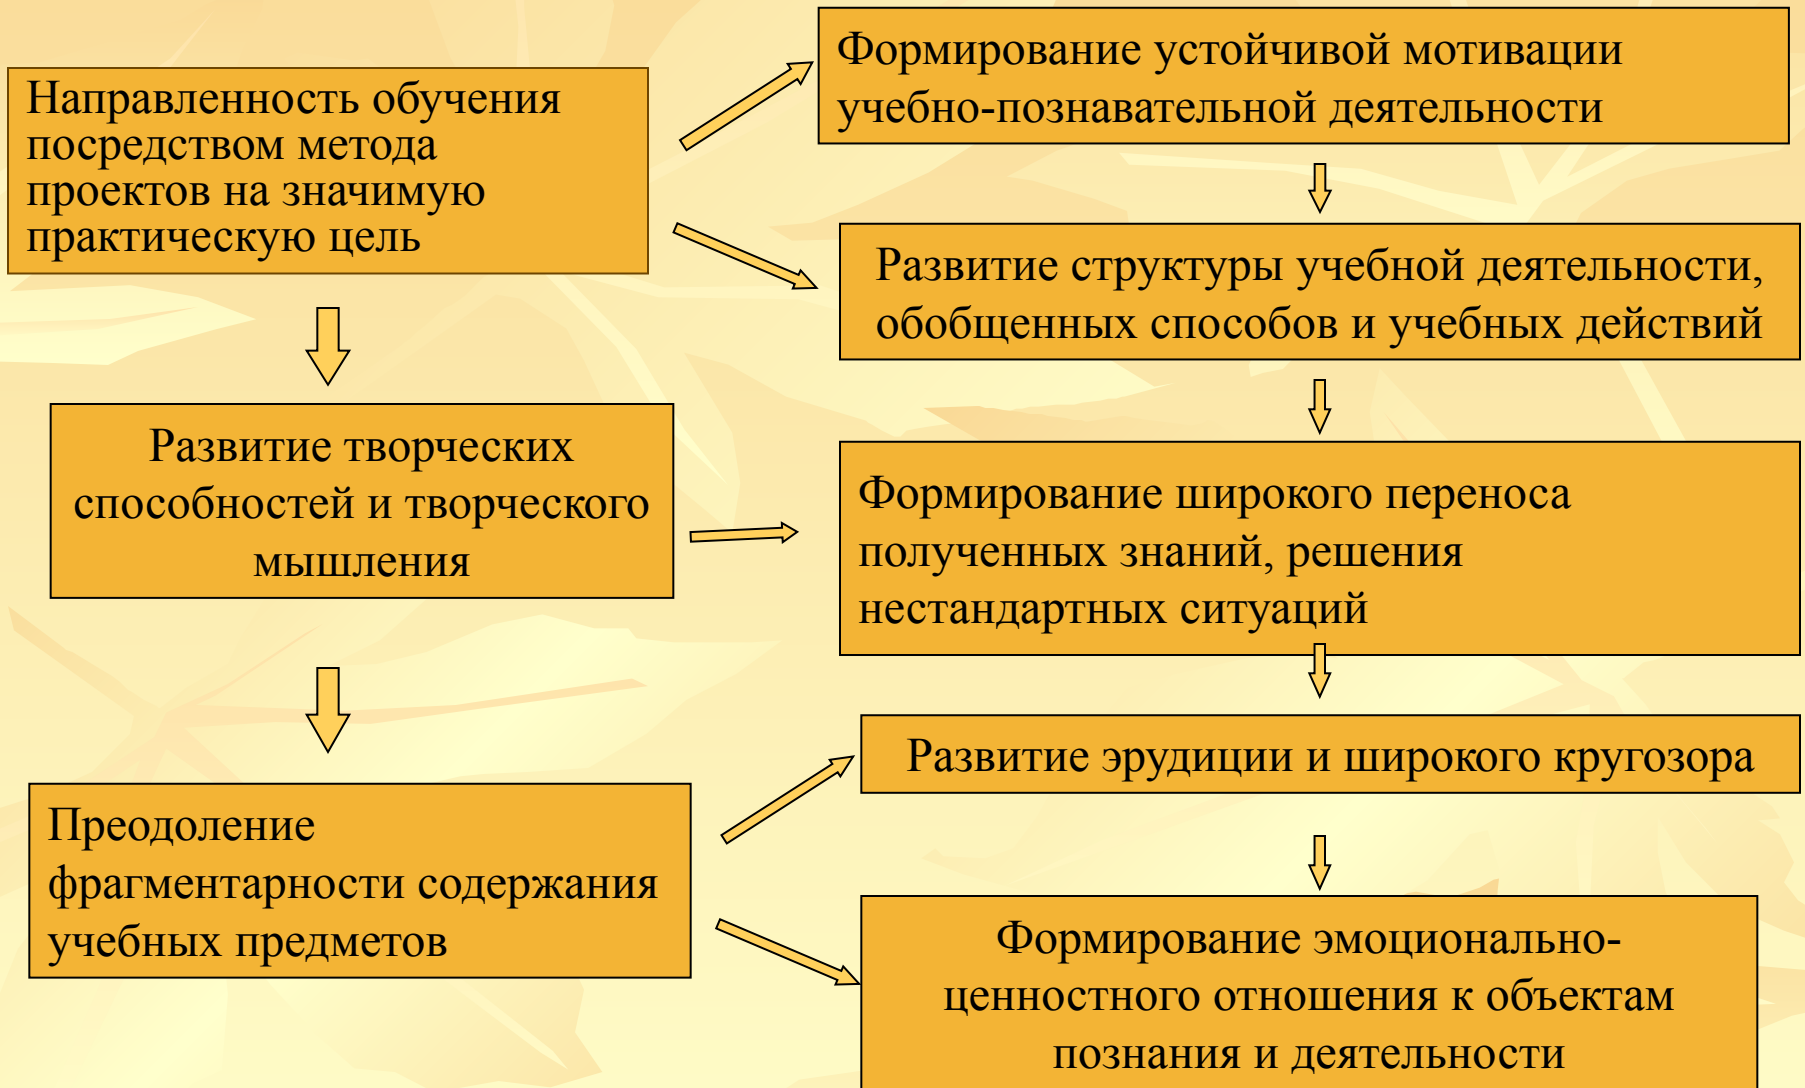 Направленность обучения
посредством метода
проектов на значимую
практическую цель
Формирование устойчивой мотивации
учебно-познавательной деятельности
Развитие структуры учебной деятельности,
обобщенных способов и учебных действий
Развитие творческих
способностей и творческого
мышления
Формирование широкого переноса
полученных знаний, решения
нестандартных ситуаций
Преодоление
фрагментарности содержания
учебных предметов
Развитие эрудиции и широкого кругозора
Формирование эмоционально-
ценностного отношения к объектам
познания и деятельности